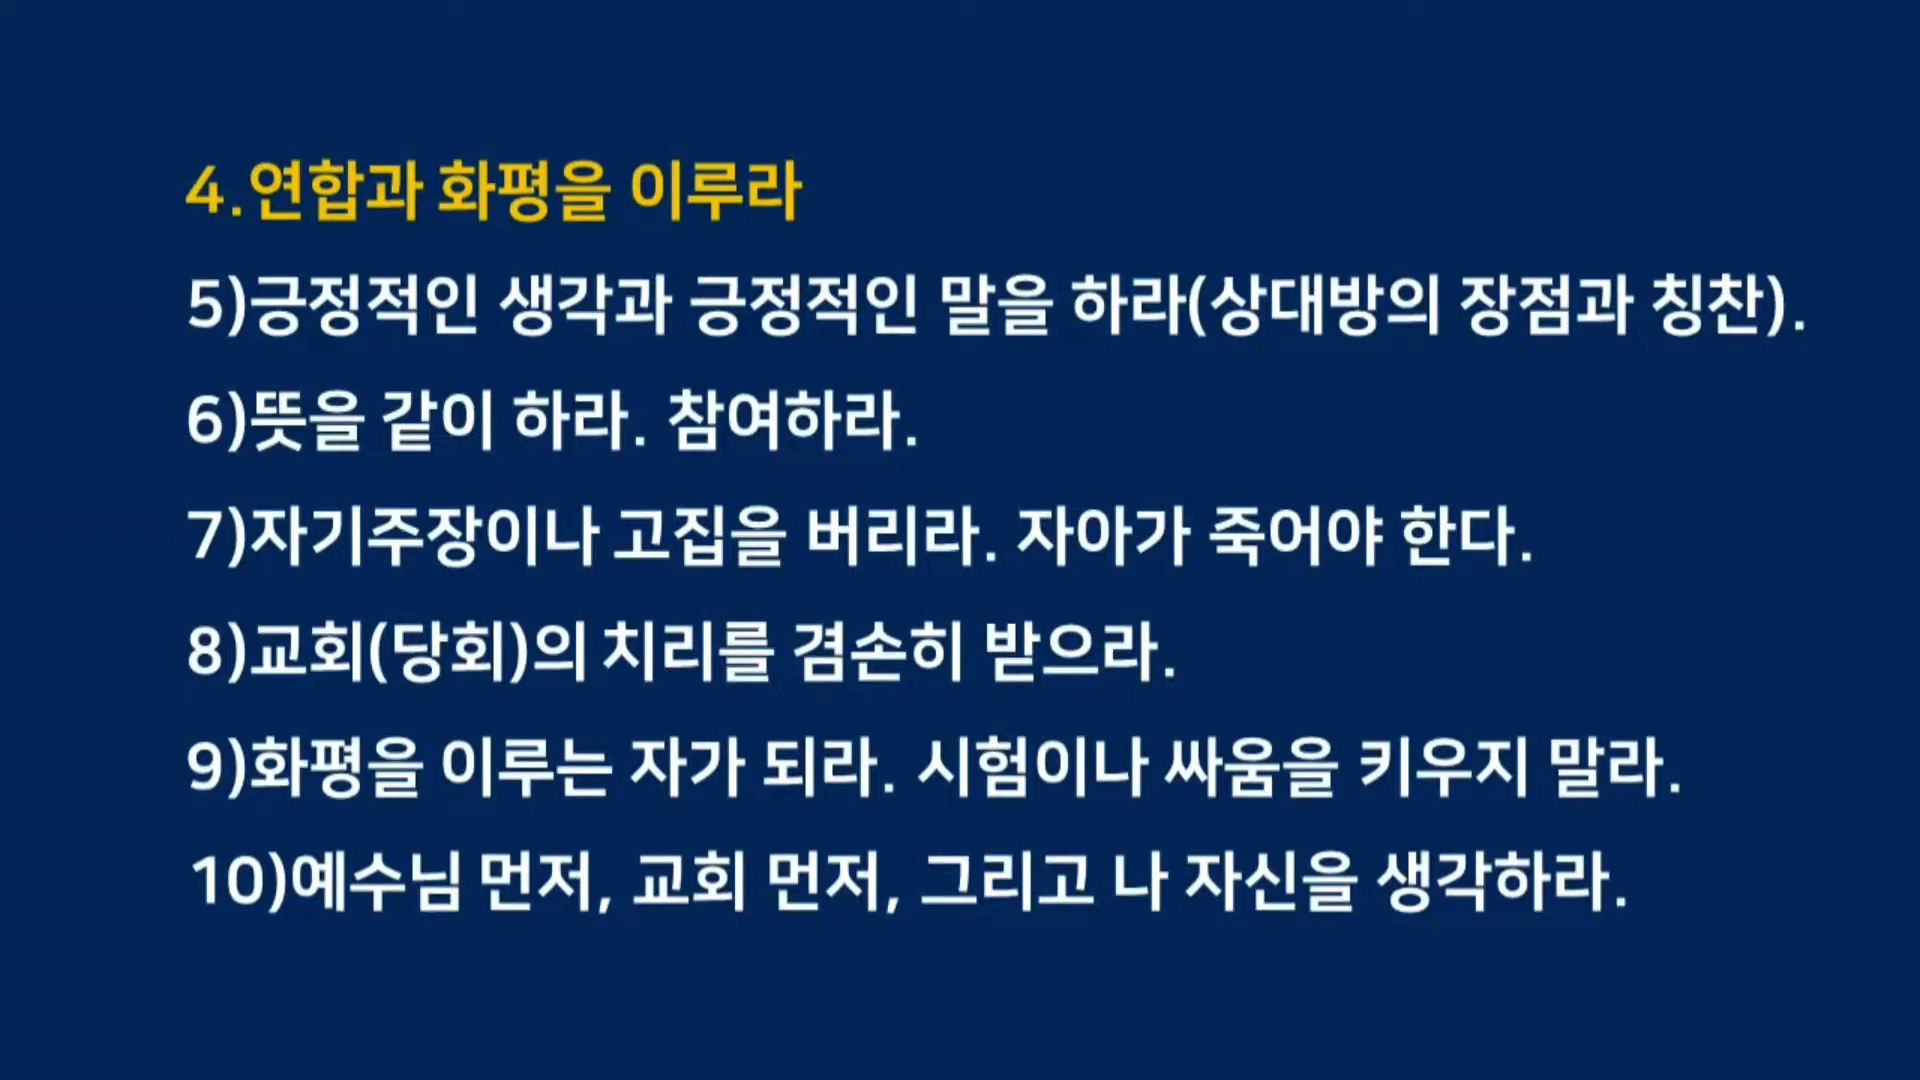 4.연합과 화평을 이루라
5)긍정적인 생각과 긍정적인 말을 하라(상대방의 장점과 칭찬).
6)뜻을 같이 하라. 참여하라.
7)자기주장이나 고집을 버리라. 자아가 죽어야 한다.
8)교회(당회)의 치리를 겸손히 받으라.
9)화평을 이루는 자가 되라. 시험이나 싸움을 키우지 말라.
10)예수님 먼저, 교회 먼저, 그리고 나 자신을 생각하라.